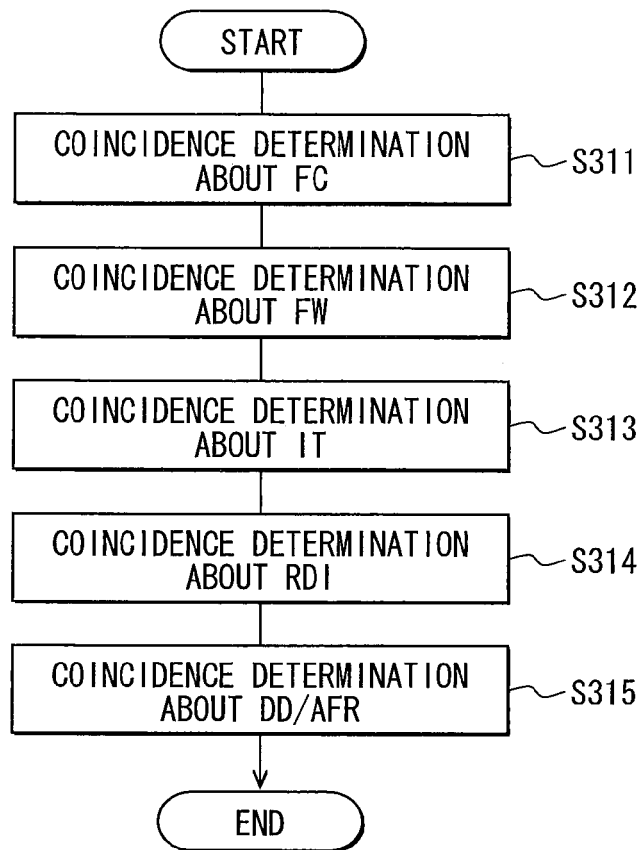 START
COINCIDENCE DETERMINATION
ABOUT FC
S311
COINCIDENCE DETERMINATION
ABOUT FW
S312
COINCIDENCE DETERMINATION
ABOUT IT
S313
COINCIDENCE DETERMINATION
ABOUT RDI
S314
COINCIDENCE DETERMINATION
ABOUT DD/AFR
S315
END